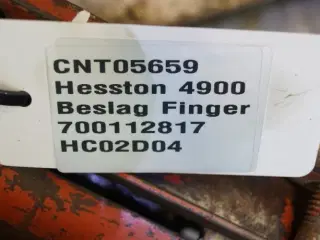 CNT05659
Hesston 4900
Beslag Finger
700112817
HC02D04